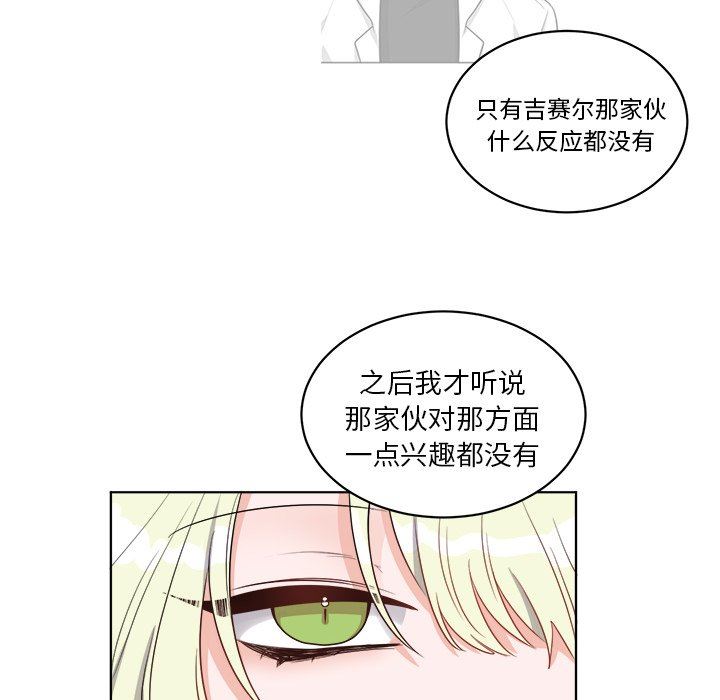 只有吉赛尔那家伙
什么反应都没有
之后我才听说
那家伙对那方面
一点兴趣都没有